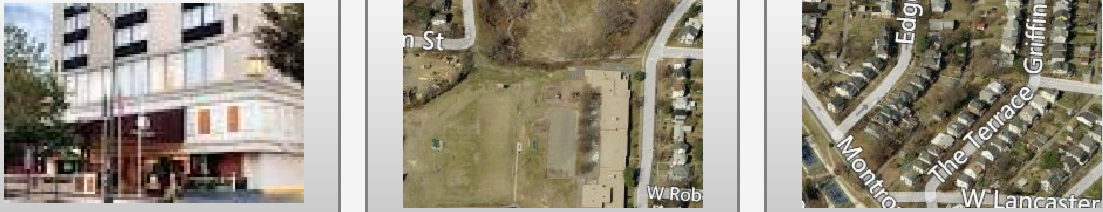 n St
W Rob
Edg
Griffin
The Terrace
Montro
W Lancaster